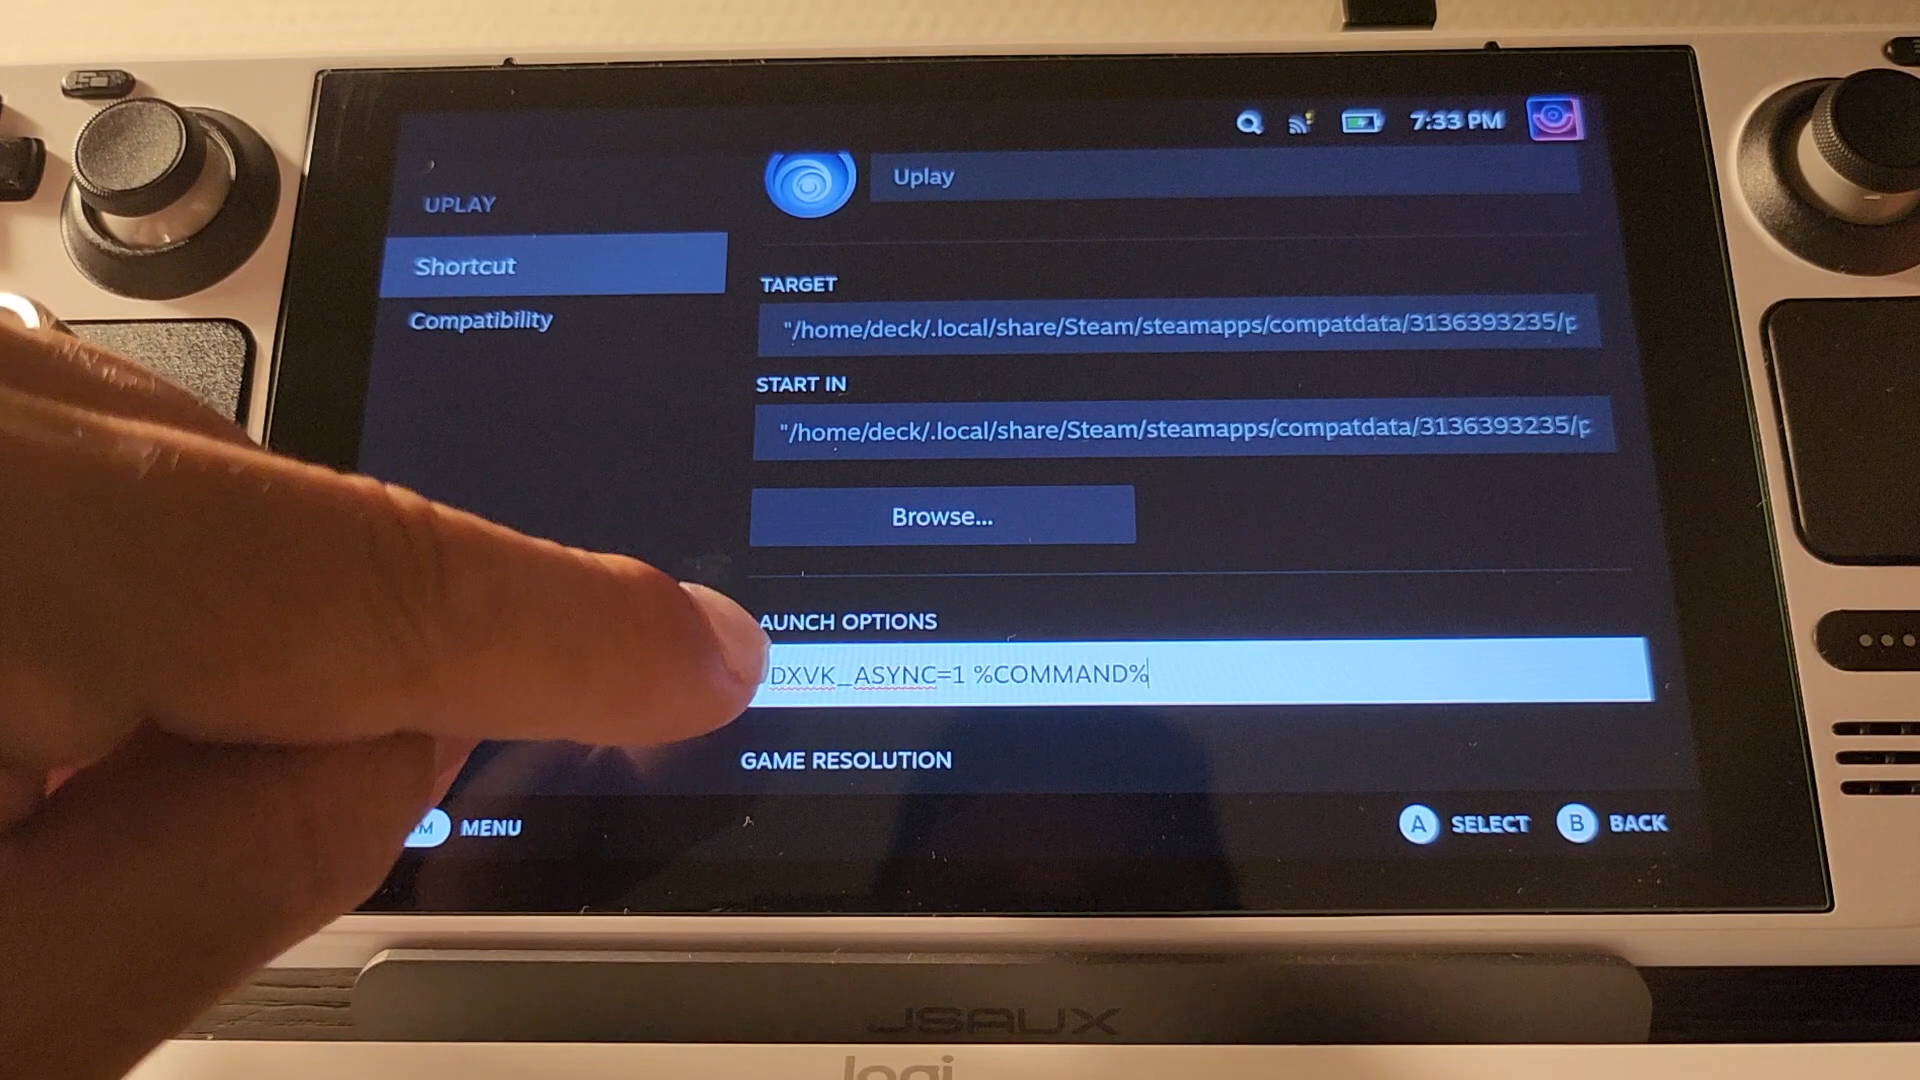 7:33 PM
UPLAY
Uplay
Shortcut
Compatibility
TARGET
"/home/deck/.local/share/Steam/steamapps/compatdata/3136393235/p
START IN
"/home/deck/.local/share/Steam/steamapps/compatdata/3136393235/p
Browse...
AUNCH OPTIONS
DXVK_ASYNC=1 %COMMAND%
GAME RESOLUTION
MENU
A SELECT B BACK
JSAUX
logi